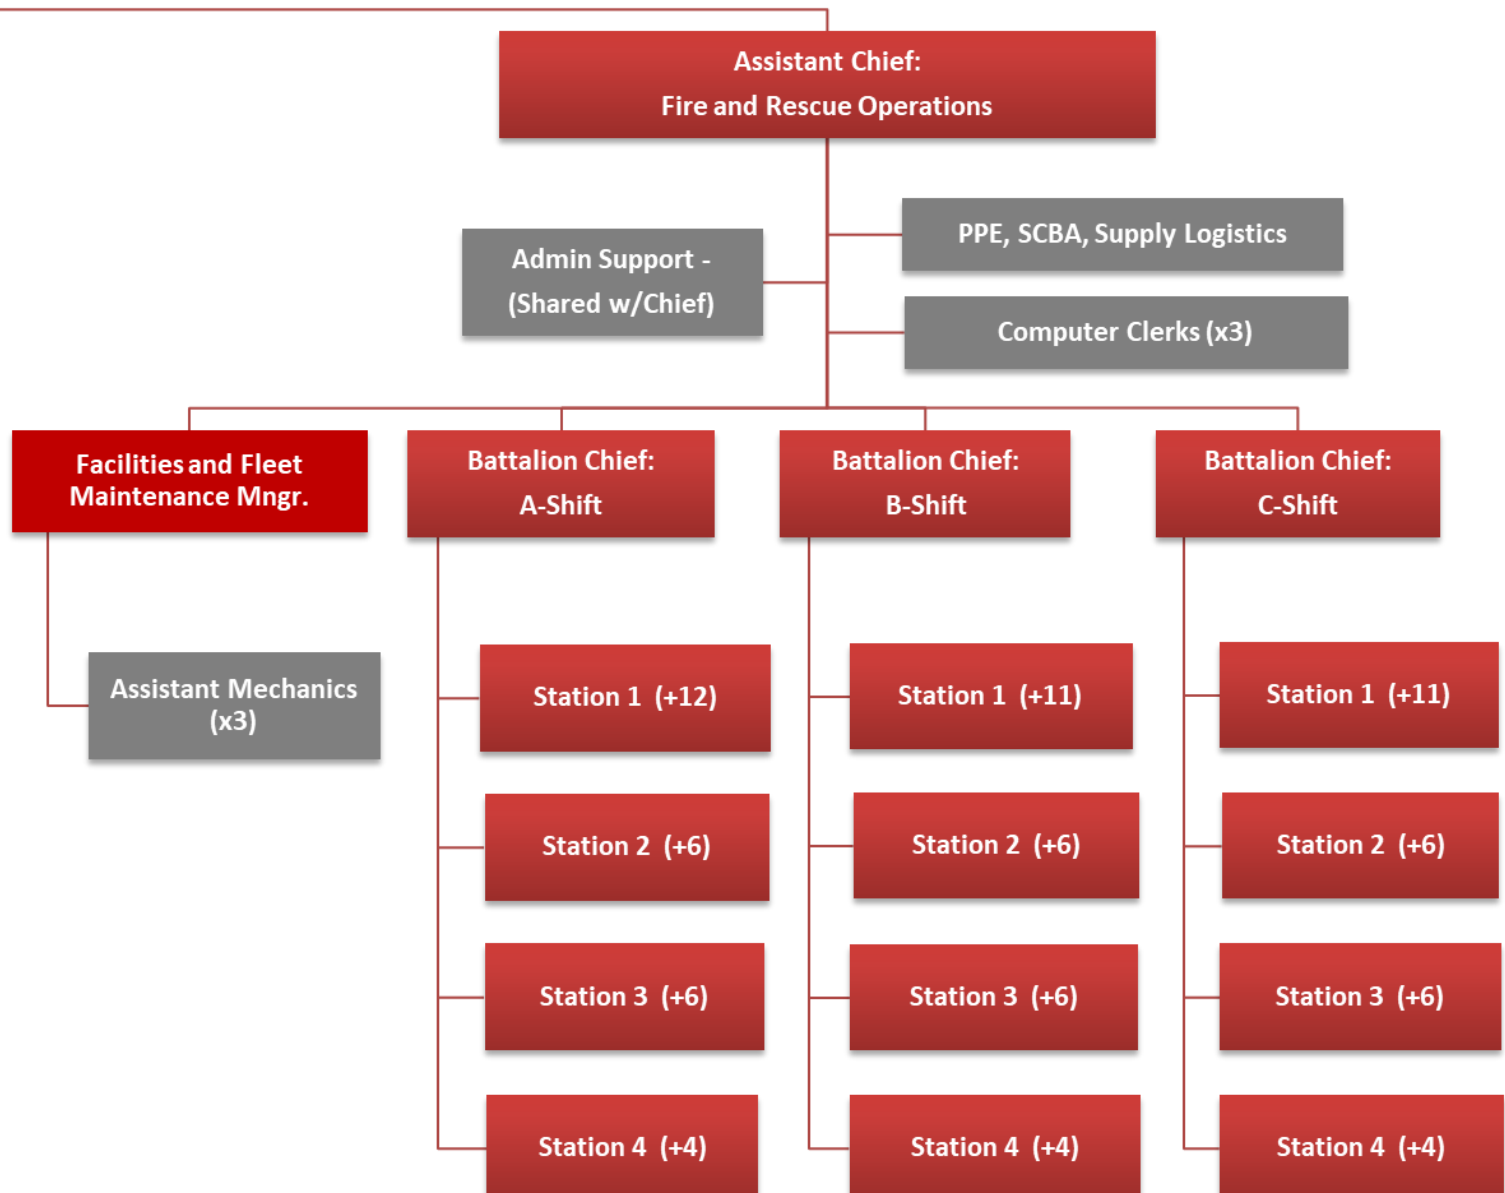 Assistant Chief:
Fire and Rescue Operations
PPE, SCBA, Supply Logistics
Admin Support -
(Shared w/Chief)
Computer Clerks (x3)
Facilities and Fleet
Maintenance Mngr.
Battalion Chief:
A-Shift
Battalion Chief:
B-Shift
Battalion Chief:
C-Shift
Assistant Mechanics
(x3)
Station 1 (+12)
Station 2 (+6)
Station 3 (+6)
Station 4 (+4)
Station 1 (+11)
Station 2 (+6)
Station 3 (+6)
Station 4 (+4)
Station 1 (+11)
Station 2 (+6)
Station 3 (+6)
Station 4 (+4)